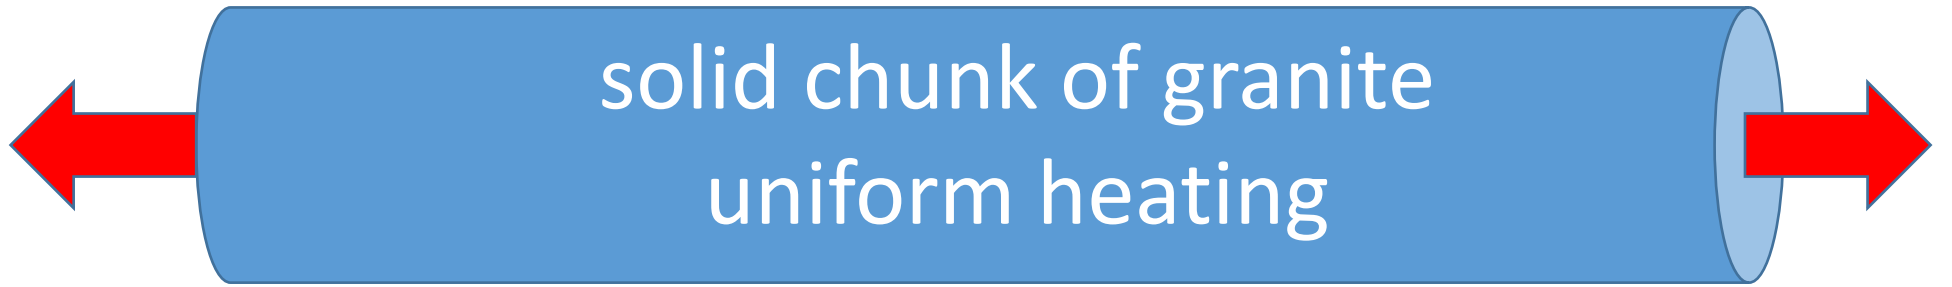 solid chunk of granite
uniform heating